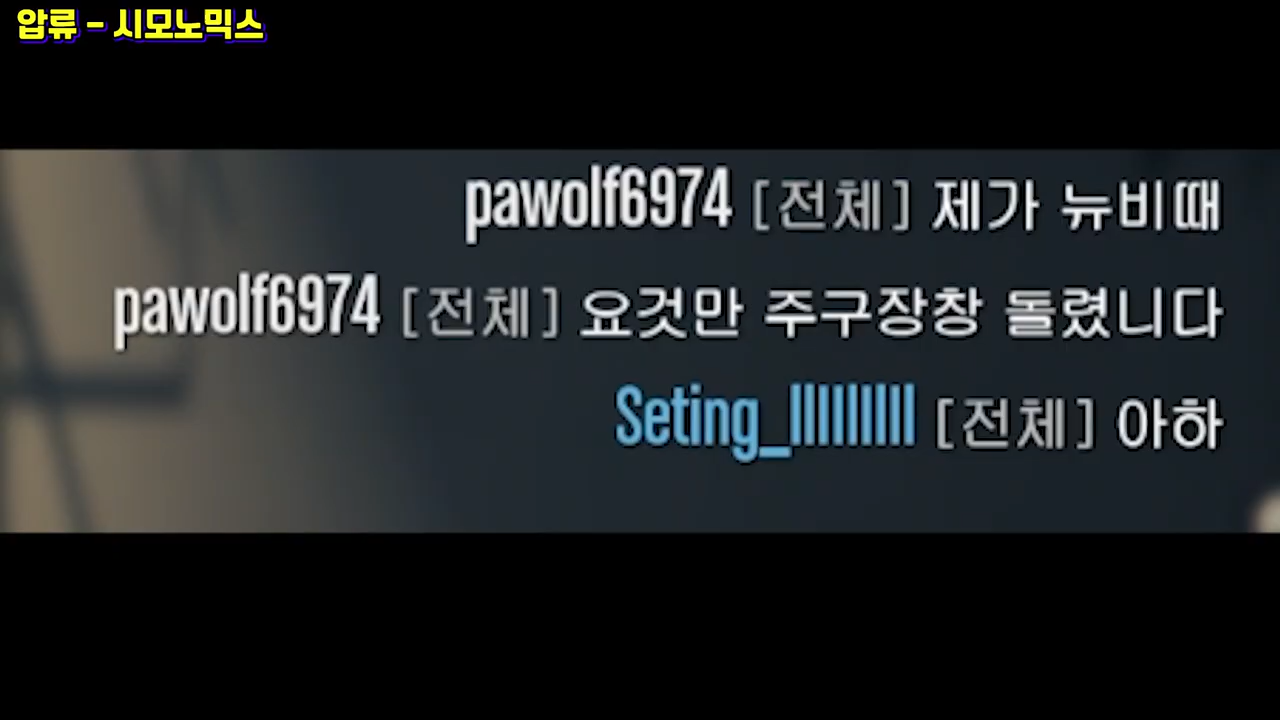 압류 - 시모노믹스
pawolf6974 [전체] 제가 뉴비때
pawolf6974 [전체] 요것만 주구장창 돌렸니다
Seting_lllllllll [전체] 아하